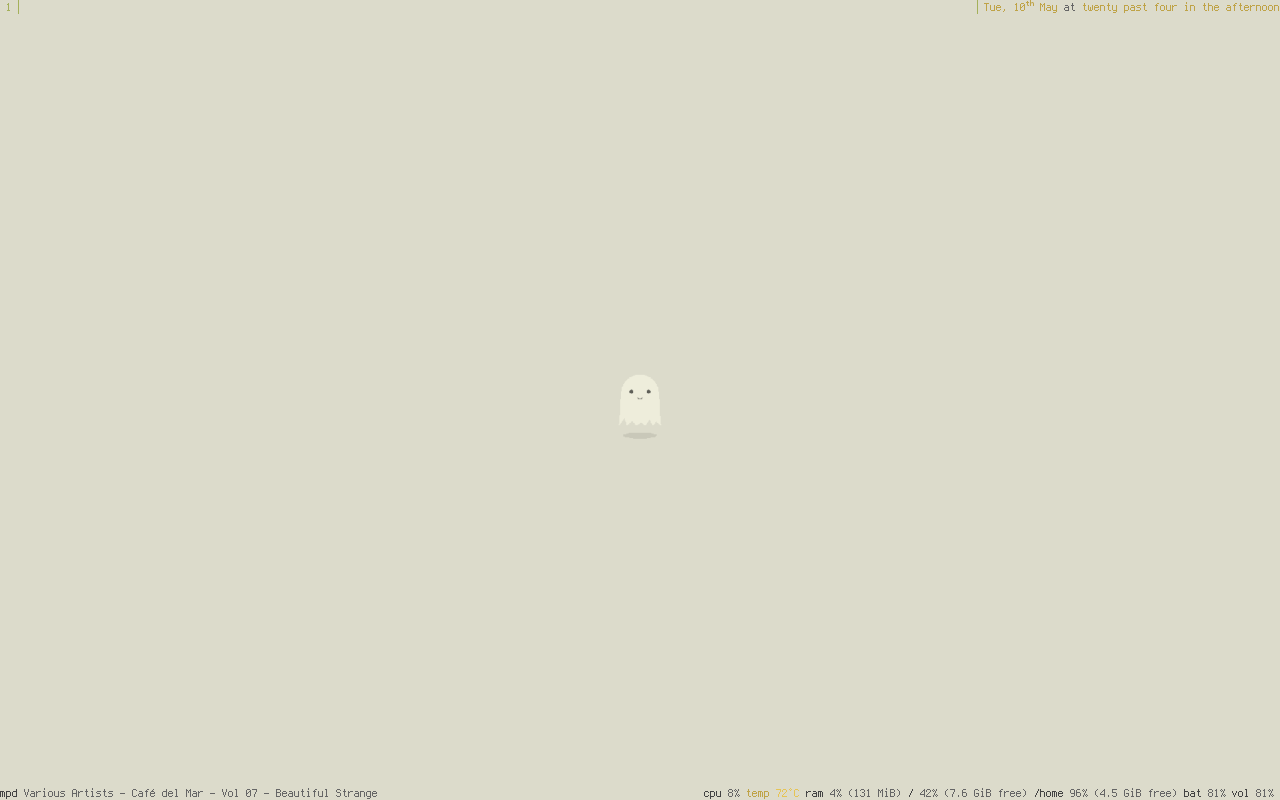 1
Tue, 10th May at twenty past four in the afternoon
mpd Various Artists - Café del Mar - Vol 07 - Beautiful Strange
cpu 8% temp 72°C ram 4% (131 MiB) / 42% (7.6 GiB free) /home 96% (4.5 GiB free) bat 81% vol 81%